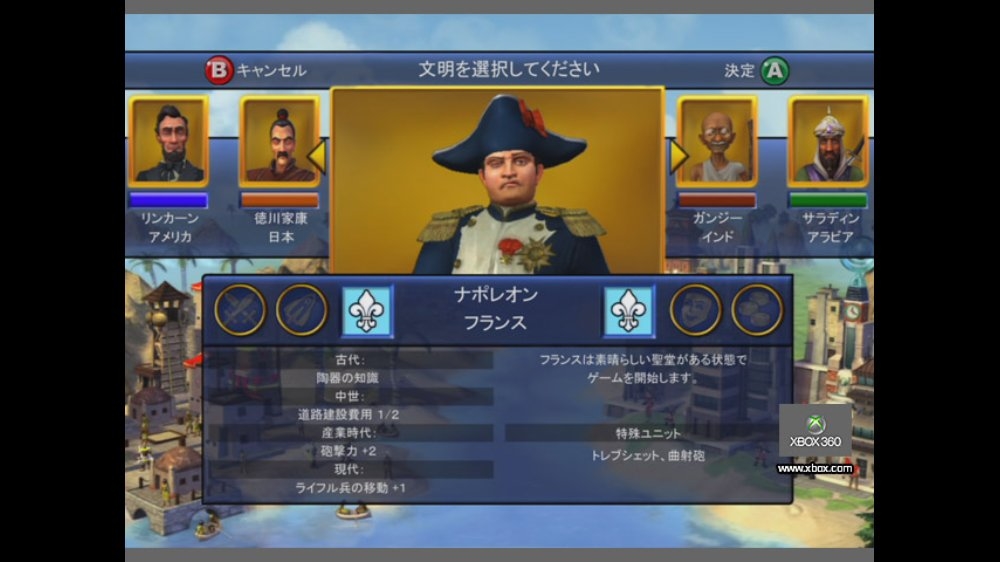 B キャンセル
文明を選択してください
決定 A
リンカーン
アメリカ
徳川家康
日本
ガンジー
インド
サラディン
アラビア
ナポレオン
フランス
古代:
陶器の知識
中世:
道路建設費用 1/2
産業時代:
砲撃力 +2
現代:
ライフル兵の移動 +1
フランスは素晴らしい聖堂がある状態で
ゲームを開始します。
特殊ユニット
トレブシェット、曲射砲
XBOX 360
www.xbox.com